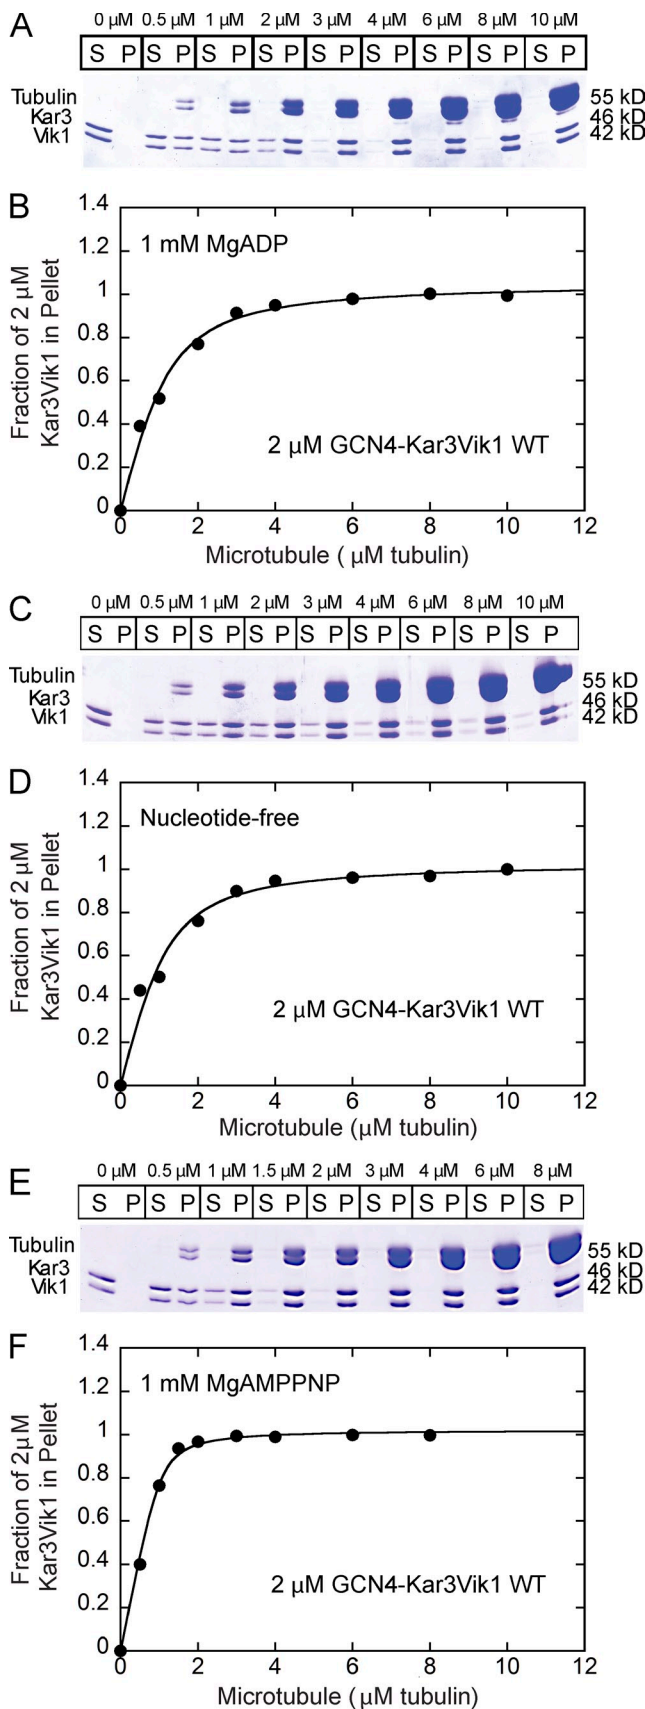 A
0 µM 0.5 µM 1 µM 2 µM 3 µM 4 µM 6 µM 8 µM 10 µM
S P S P S P S P S P S P S P S P S P
Tubulin 55 kD
Kar3 46 kD
Vik1 42 kD
B
1.4
1.2
1
0.8
0.6
0.4
0.2
0
Fraction of 2 µM
Kar3Vik1 in Pellet
1 mM MgADP
2 µM GCN4-Kar3Vik1 WT
0 2 4 6 8 10 12
Microtubule ( µM tubulin)
C
0 µM 0.5 µM 1 µM 2 µM 3 µM 4 µM 6 µM 8 µM 10 µM
S P S P S P S P S P S P S P S P S P
Tubulin 55 kD
Kar3 46 kD
Vik1 42 kD
D
1.4
1.2
1
0.8
0.6
0.4
0.2
0
Fraction of 2 µM
Kar3Vik1 in Pellet
Nucleotide-free
2 µM GCN4-Kar3Vik1 WT
0 2 4 6 8 10 12
Microtubule (µM tubulin)
E
0 µM 0.5 µM 1 µM 1.5 µM 2 µM 3 µM 4 µM 6 µM 8 µM
S P S P S P S P S P S P S P S P S P
Tubulin 55 kD
Kar3 46 kD
Vik1 42 kD
F
1.4
1.2
1
0.8
0.6
0.4
0.2
0
Fraction of 2µM
Kar3Vik1 in Pellet
1 mM MgAMPPNP
2 µM GCN4-Kar3Vik1 WT
0 2 4 6 8 10 12
Microtubule (µM tubulin)